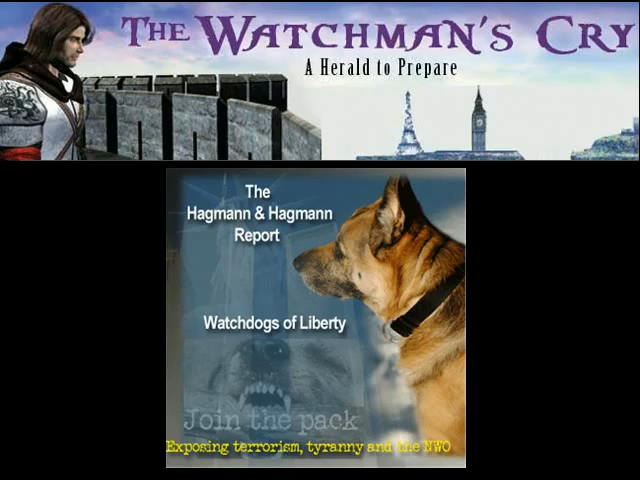 The Watchman's Cry
A Herald to Prepare
The
Hagmann & Hagmann
Report
Watchdogs of Liberty
Join the pack
Exposing terrorism, tyranny and the NWO